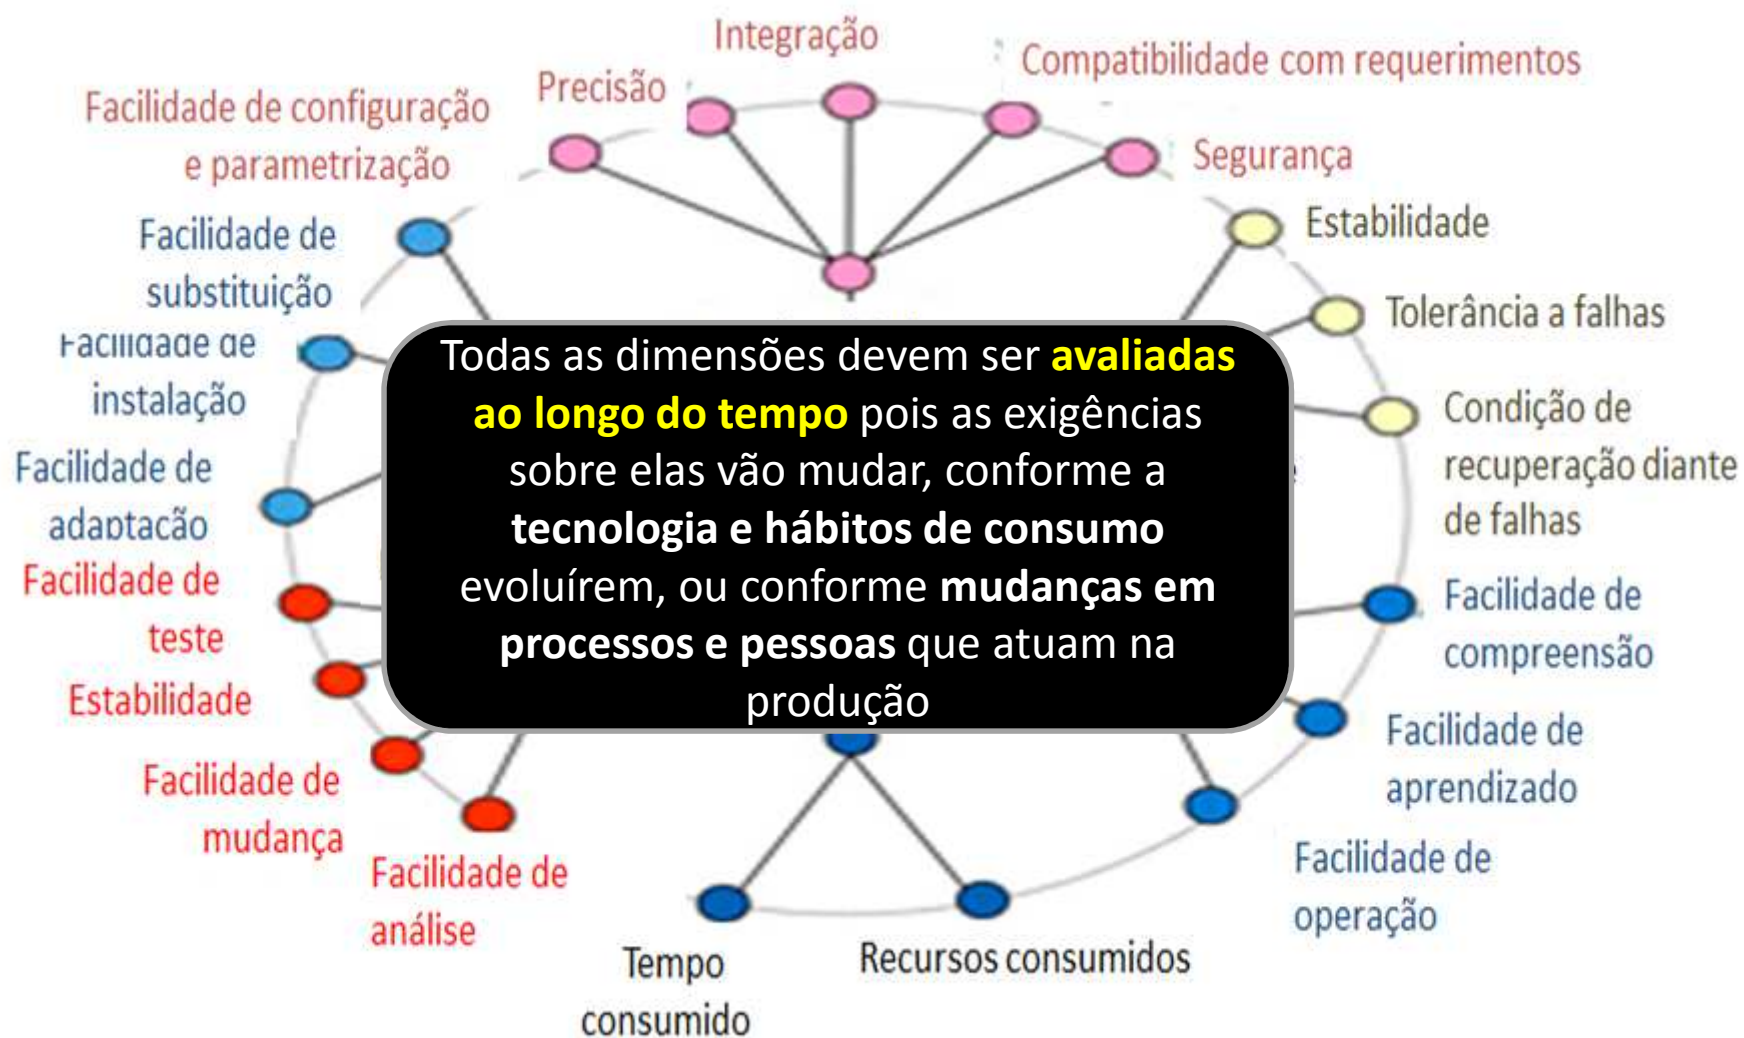 Integração
Compatibilidade com requerimentos
Precisão
Facilidade de configuração
e parametrização
Segurança
Estabilidade
Facilidade de
substituição
Tolerância a falhas
Facilidade de
instalação
Todas as dimensões devem ser avaliadas
ao longo do tempo pois as exigências
sobre elas vão mudar, conforme a
tecnologia e hábitos de consumo
evoluírem, ou conforme mudanças em
processos e pessoas que atuam na
produção
Condição de
recuperação diante
de falhas
Facilidade de
adaptação
Facilidade de
teste
Facilidade de
compreensão
Estabilidade
Facilidade de
aprendizado
Facilidade de
mudança
Facilidade de
operação
Facilidade de
análise
Tempo
consumido
Recursos consumidos